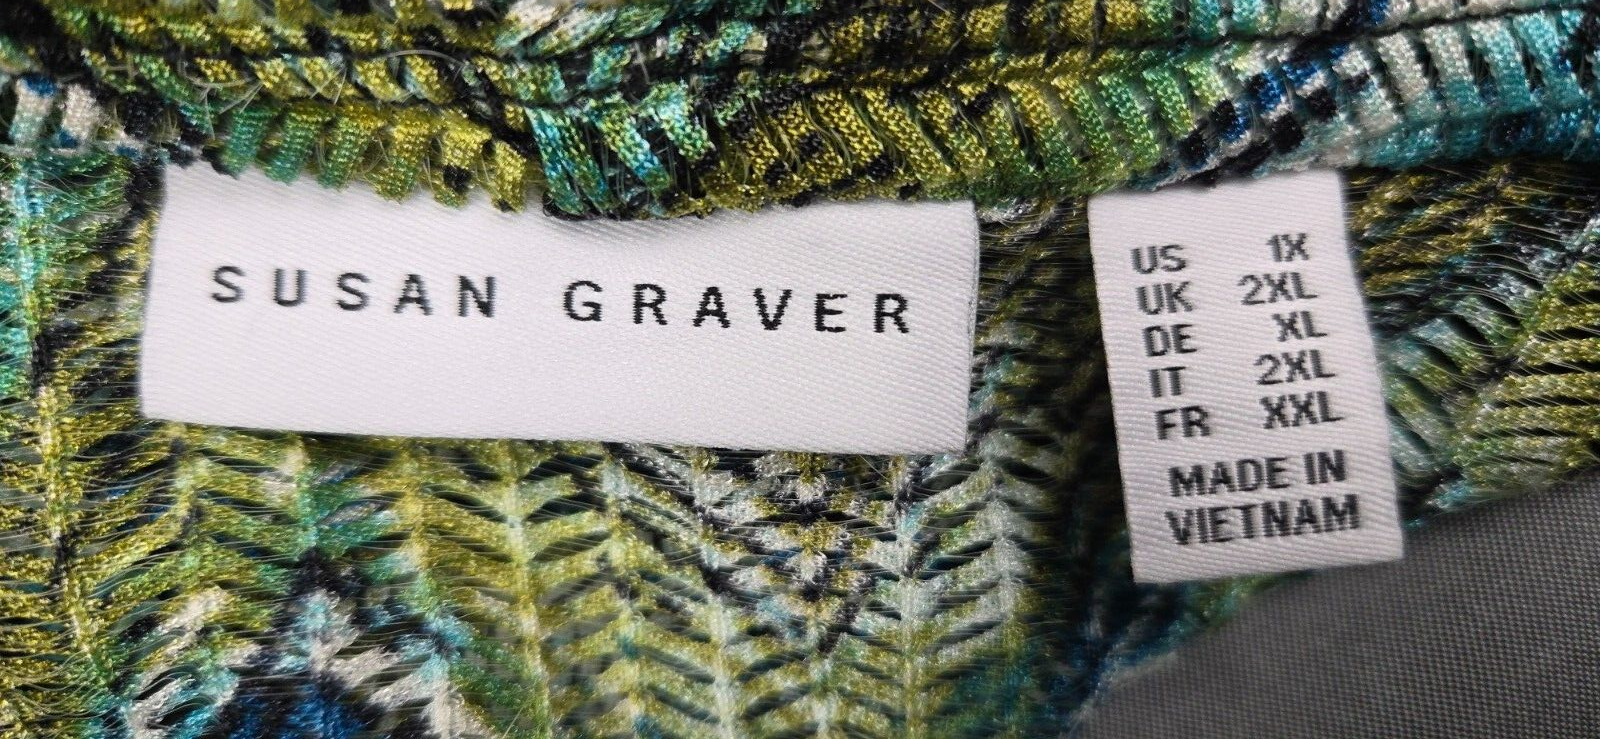 SUSAN GRAVER
US 1X
UK 2XL
DE XL
IT 2XL
FR XXL
MADE IN
VIETNAM